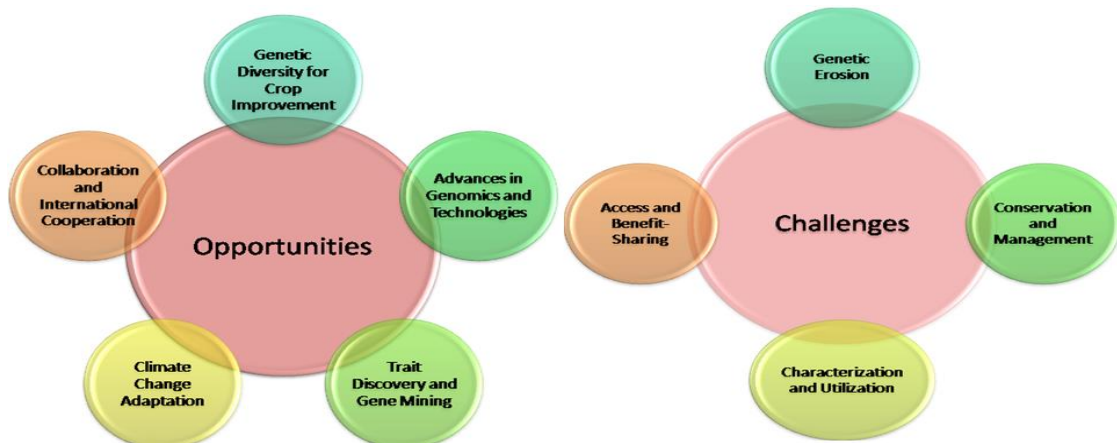 Genetic
Diversity for
Crop
Improvement
Collaboration
and
International
Cooperation
Advances in
Genomics and
Technologies
Opportunities
Climate
Change
Adaptation
Trait
Discovery and
Gene Mining
Genetic
Erosion
Access and
Benefit-
Sharing
Challenges
Conservation
and
Management
Characterization
and Utilization